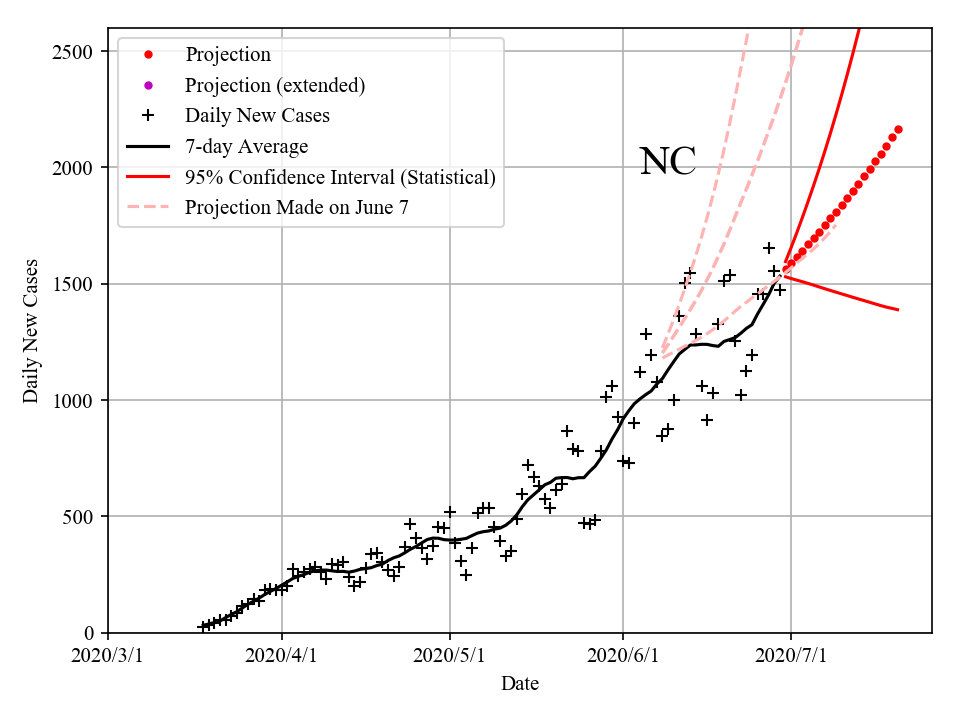 2500
2000
1500
1000
500
0
Daily New Cases
Projection
Projection (extended)
Daily New Cases
7-day Average
95% Confidence Interval (Statistical)
Projection Made on June 7
NC
2020/3/1 2020/4/1 2020/5/1 2020/6/1 2020/7/1
Date